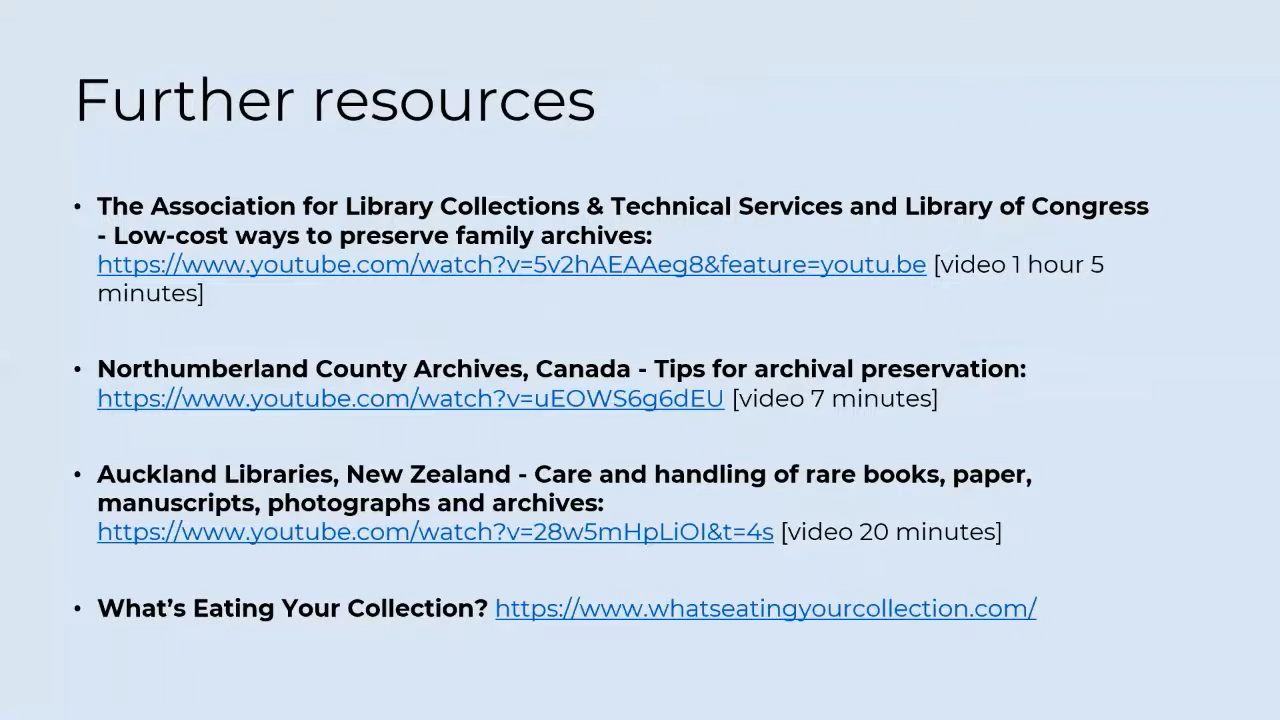 Further resources
• The Association for Library Collections & Technical Services and Library of Congress
- Low-cost ways to preserve family archives:
https://www.youtube.com/watch?v=5v2hAEAAeg8&feature=youtu.be [video 1 hour 5
minutes]
• Northumberland County Archives, Canada - Tips for archival preservation:
https://www.youtube.com/watch?v=uEOWS6g6dEU [video 7 minutes]
• Auckland Libraries, New Zealand - Care and handling of rare books, paper,
manuscripts, photographs and archives:
https://www.youtube.com/watch?v=28w5mHpLiOI&t=4s [video 20 minutes]
• What’s Eating Your Collection? https://www.whatseatingyourcollection.com/